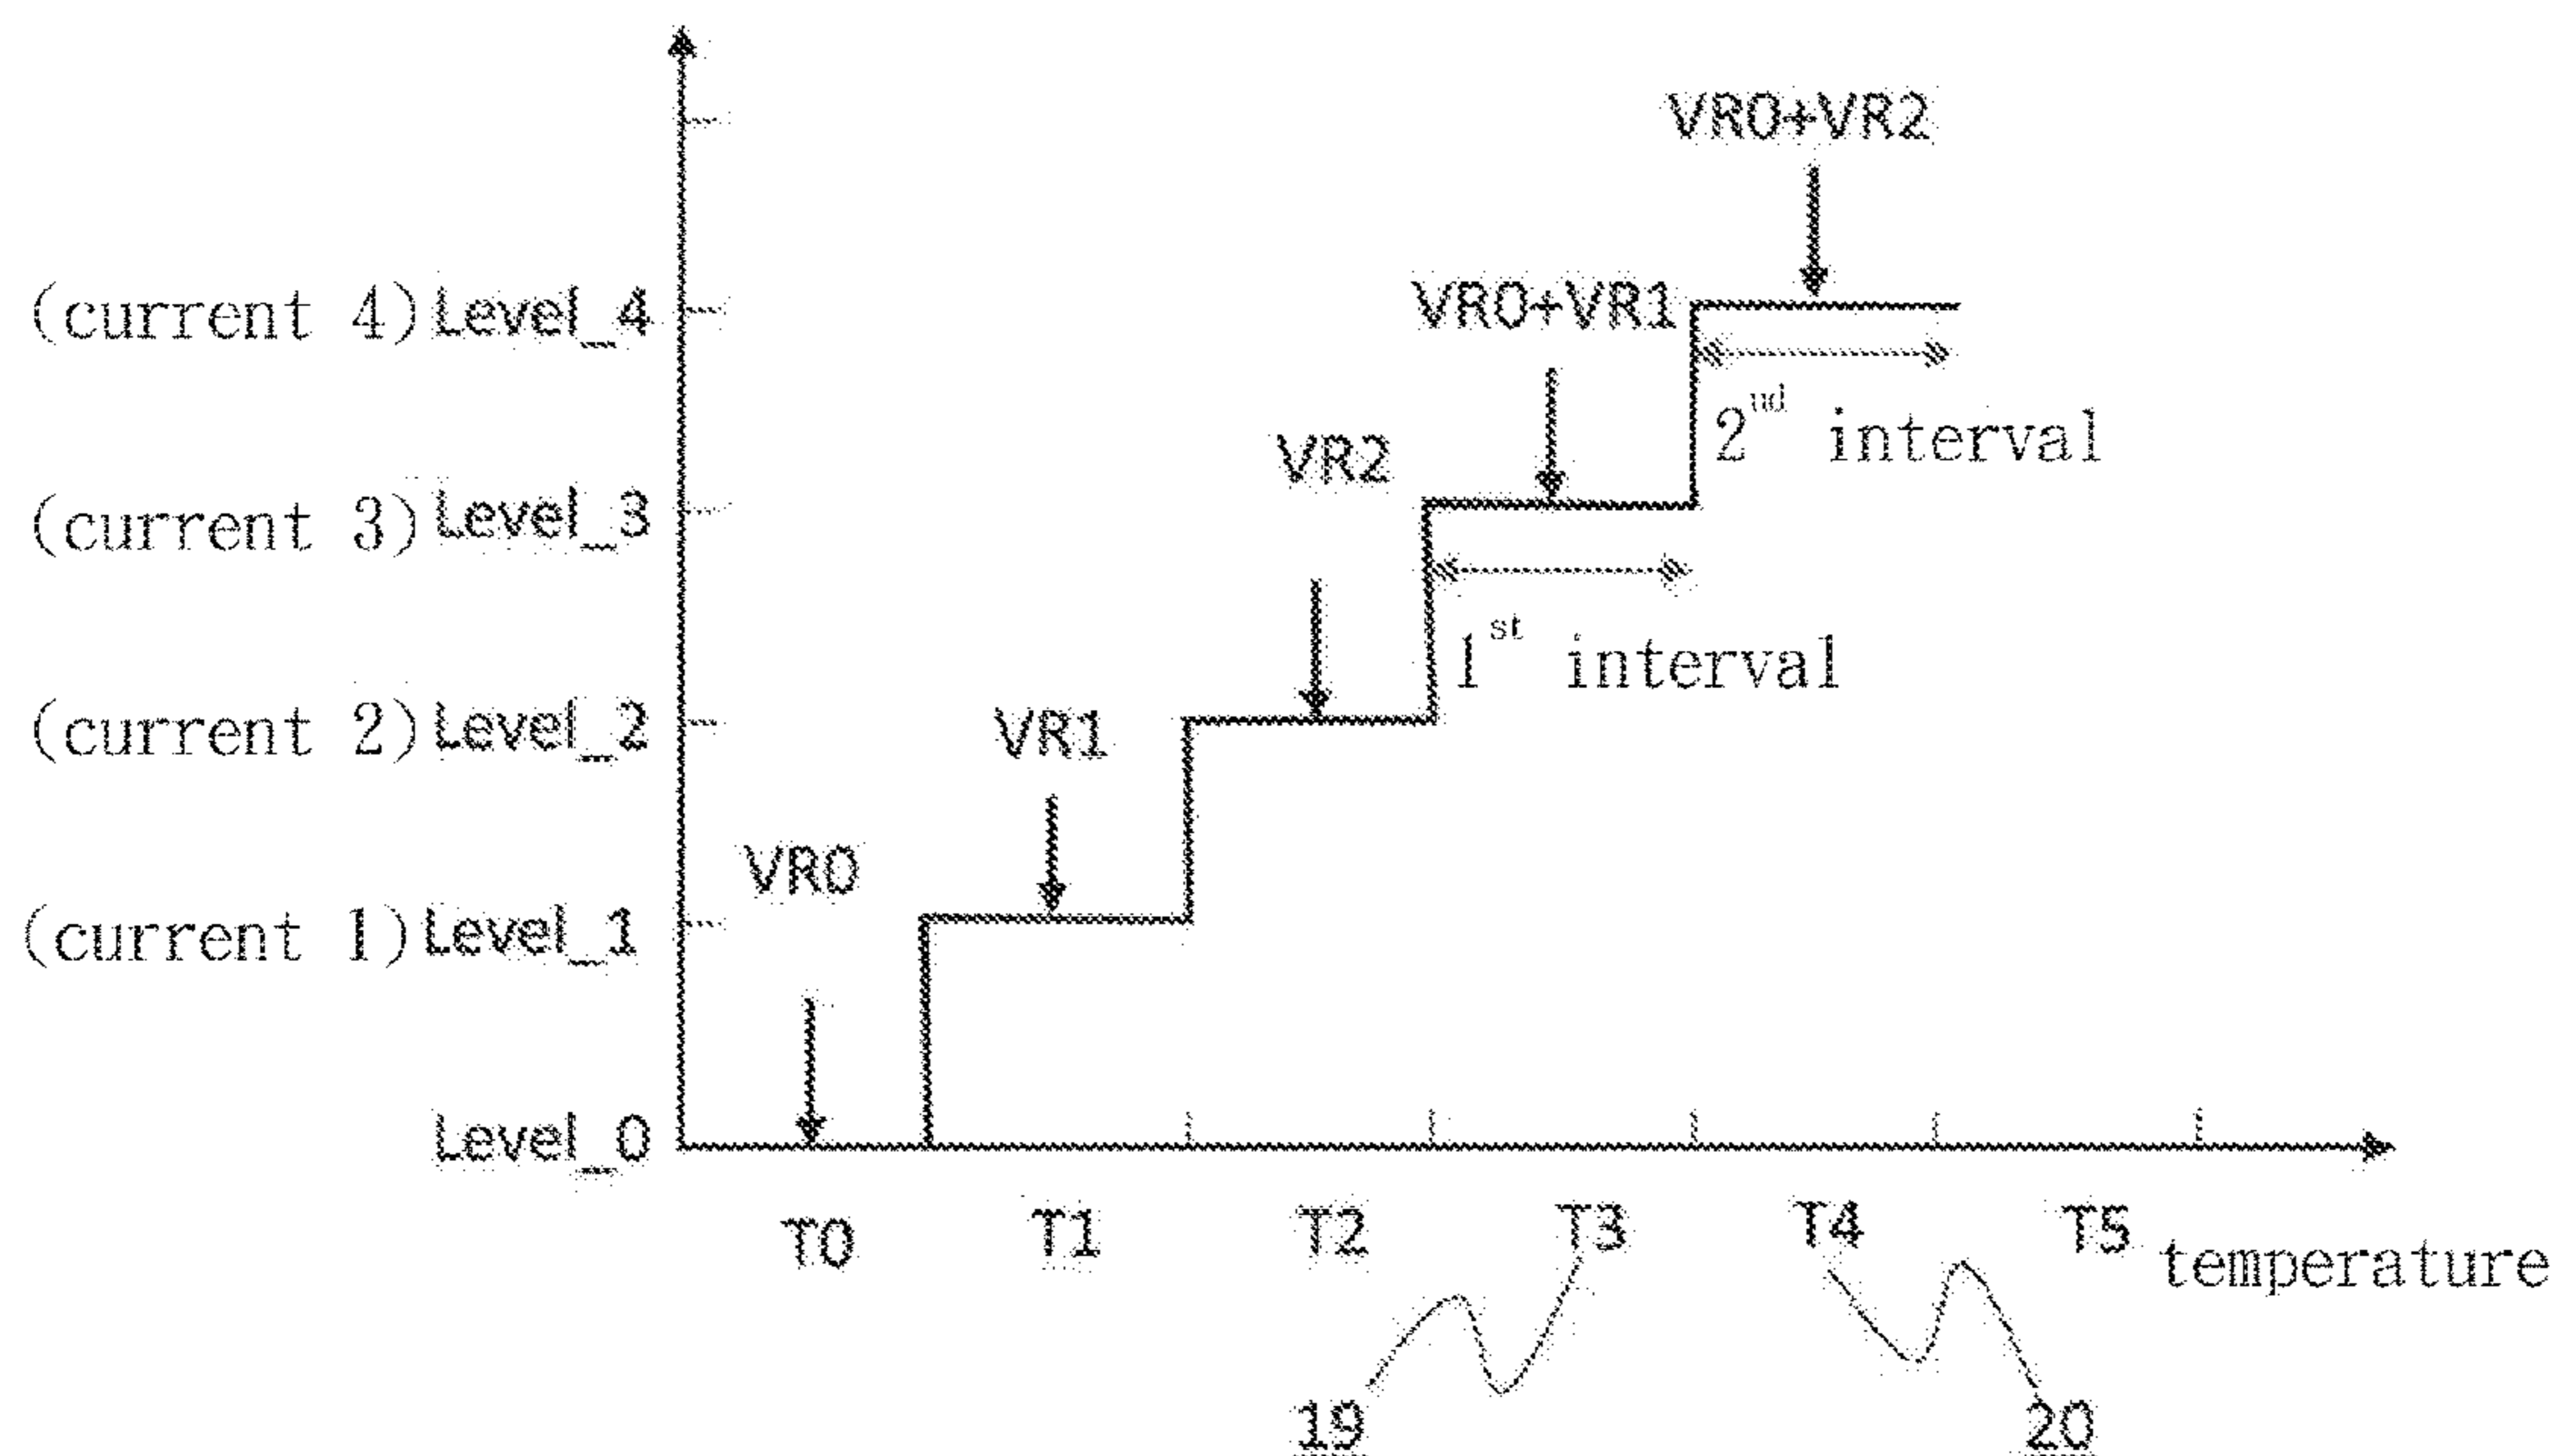 VR0+VR2
(current 4) Level_4
VR0+VR1
2nd interval
VR2
(current 3) Level_3
1st interval
(current 2) Level_2
VR1
VR0
(current 1) Level_1
Level_0
T0 T1 T2 T3 T4 T5 temperature
19 20